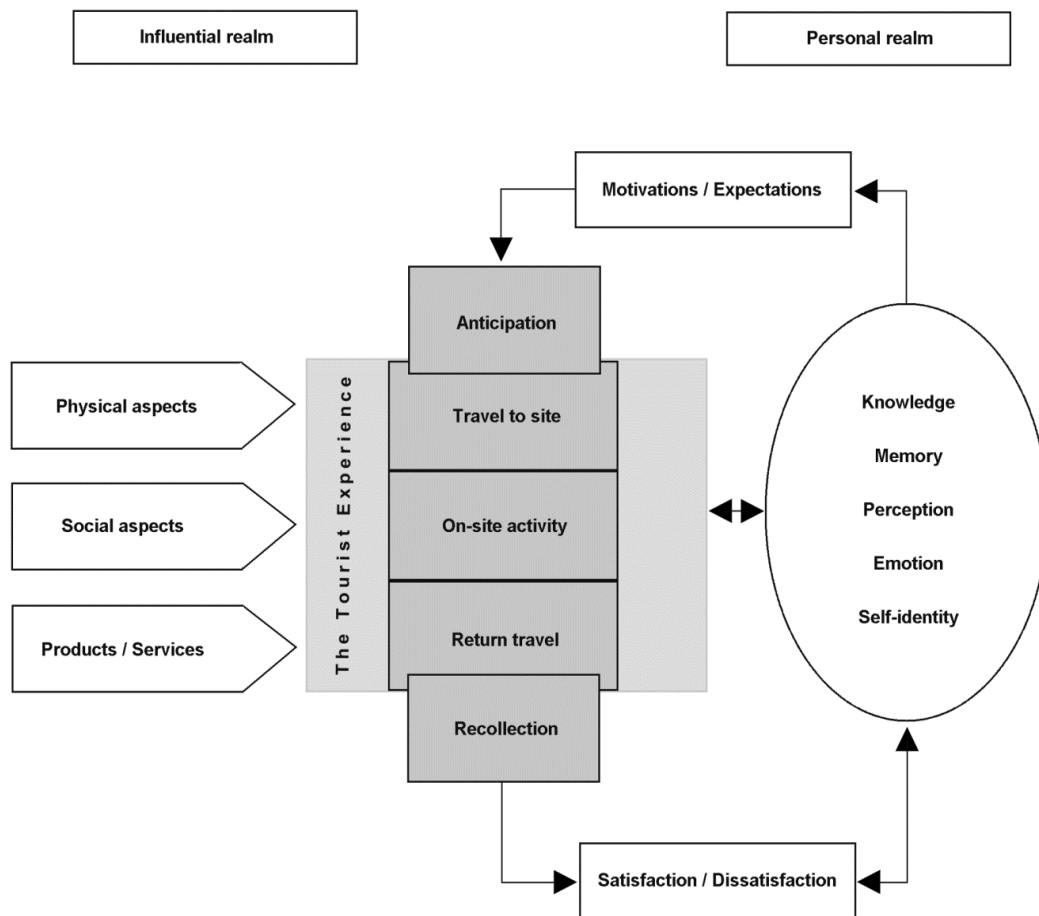 Influential realm
Personal realm
Motivations / Expectations
Anticipation
Physical aspects
Travel to site
Social aspects
On-site activity
Products / Services
Return travel
Recollection
The Tourist Experience
Knowledge
Memory
Perception
Emotion
Self-identity
Satisfaction / Dissatisfaction